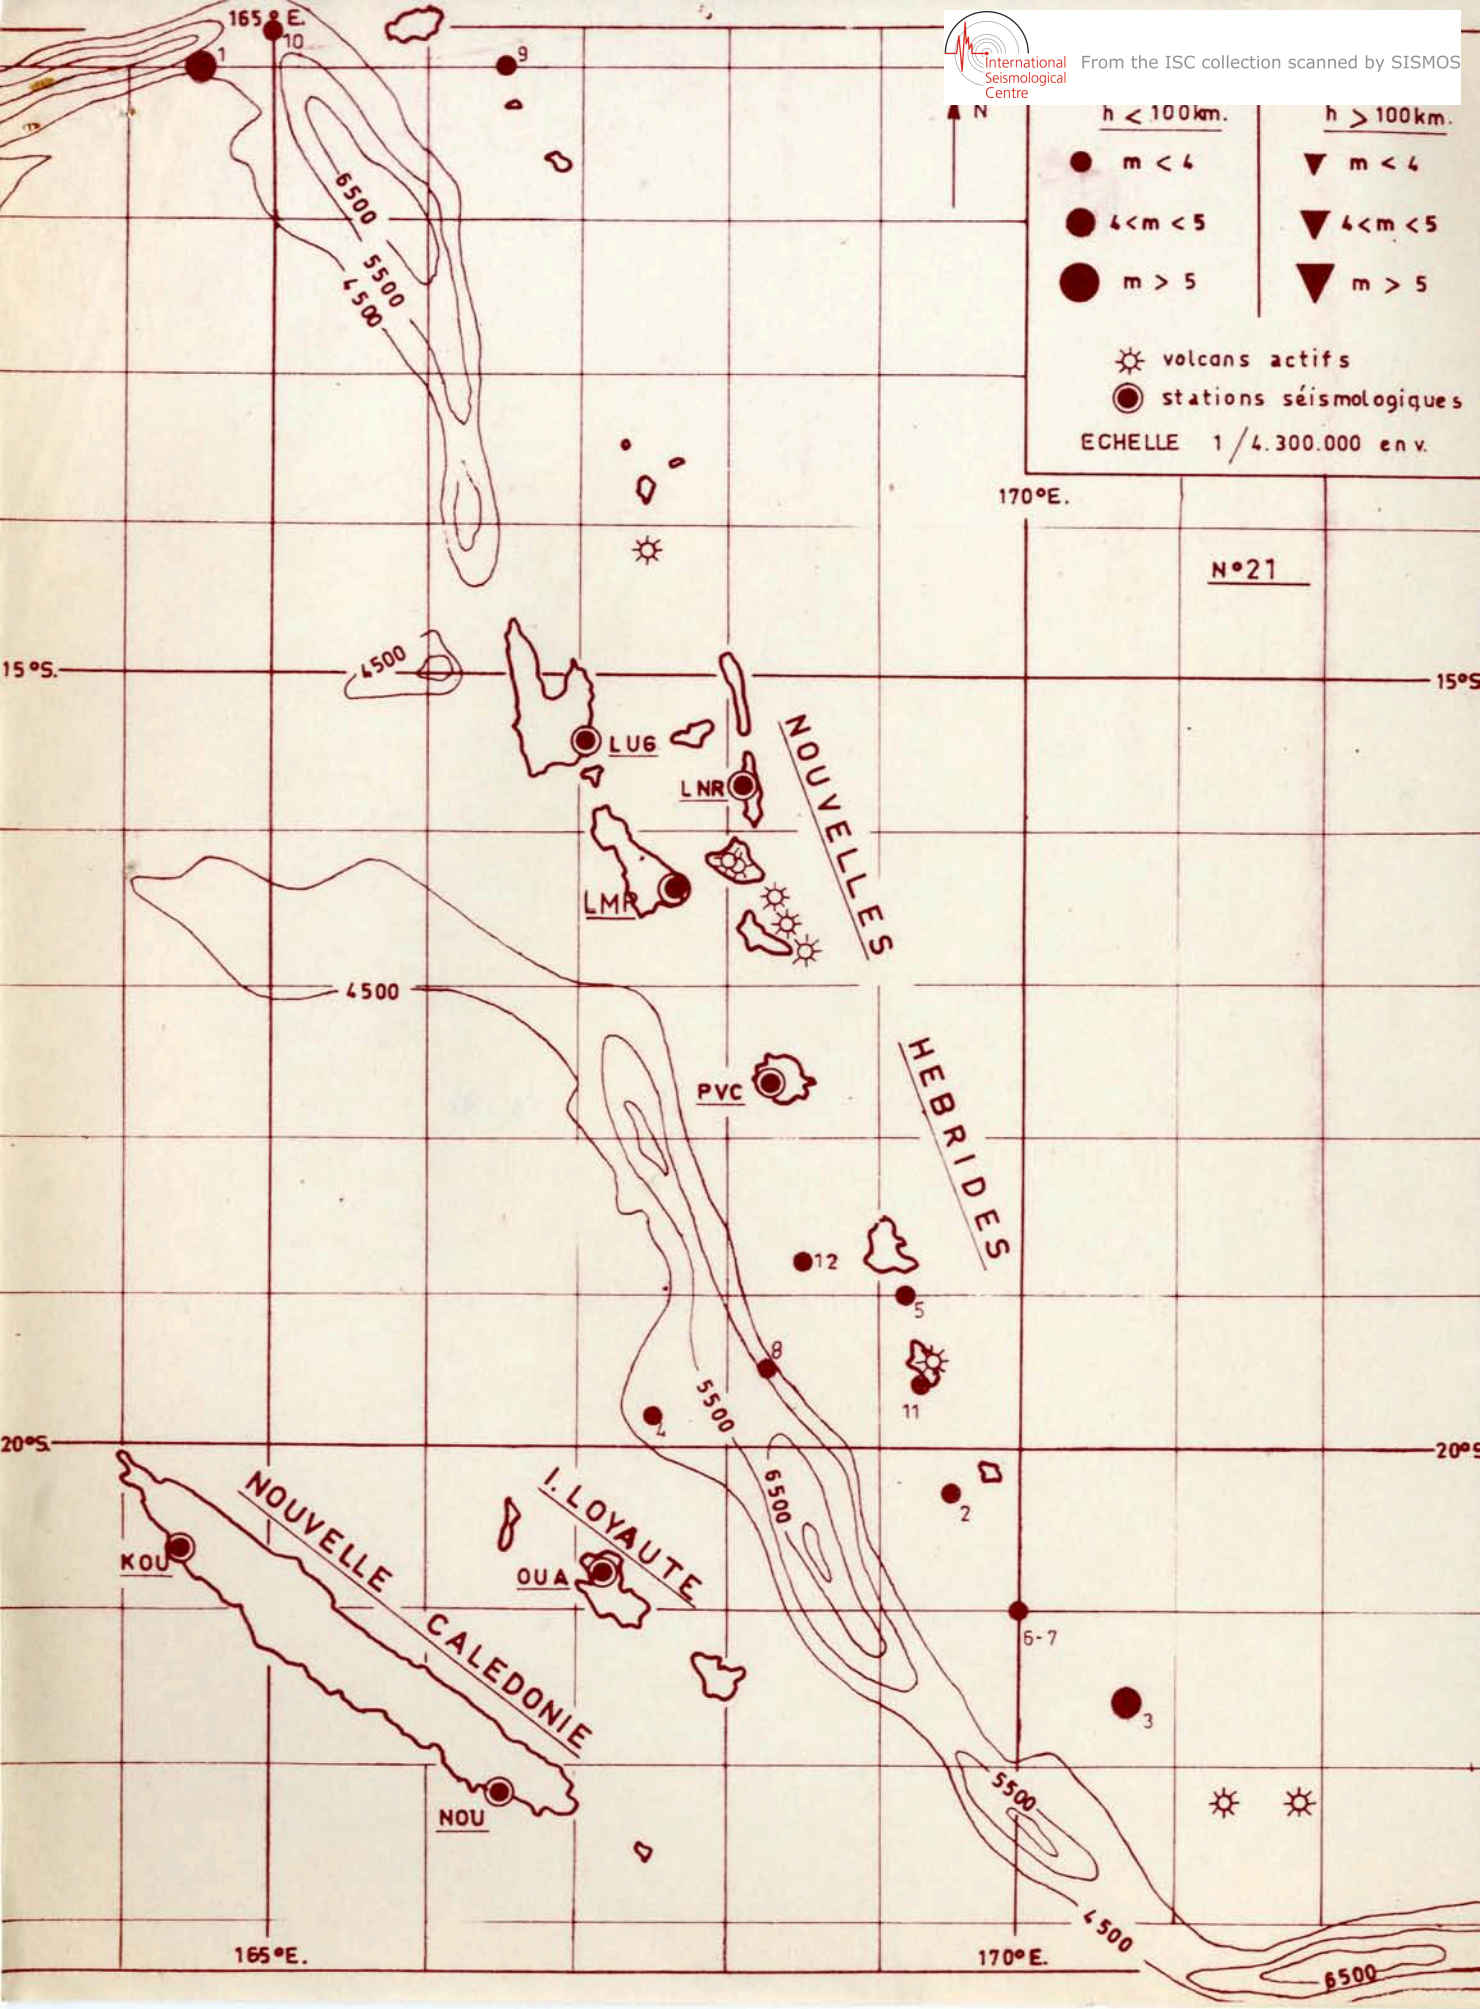 165° E.
10
1
9
International
Seismological
Centre
From the ISC collection scanned by SISMOS
N
h < 100km.
h > 100km.
m < 4
m < 4
4<m <5
4<m <5
m > 5
m > 5
volcans actifs
stations séismologiques
ECHELLE 1/4.300.000 env.
6500
5500
4500
170°E.
N°21
15°S.
4500
15°S
LUG
LNR
NOUVELLES
LMP
4500
PVC
HEBRIDES
12
5
8
5500
11
4
20°S.
20°S
6500
2
NOUVELLE CALEDONIE
I. LOYAUTE
KOU
OUA
6-7
3
5500
NOU
4500
165°E.
170°E.
6500